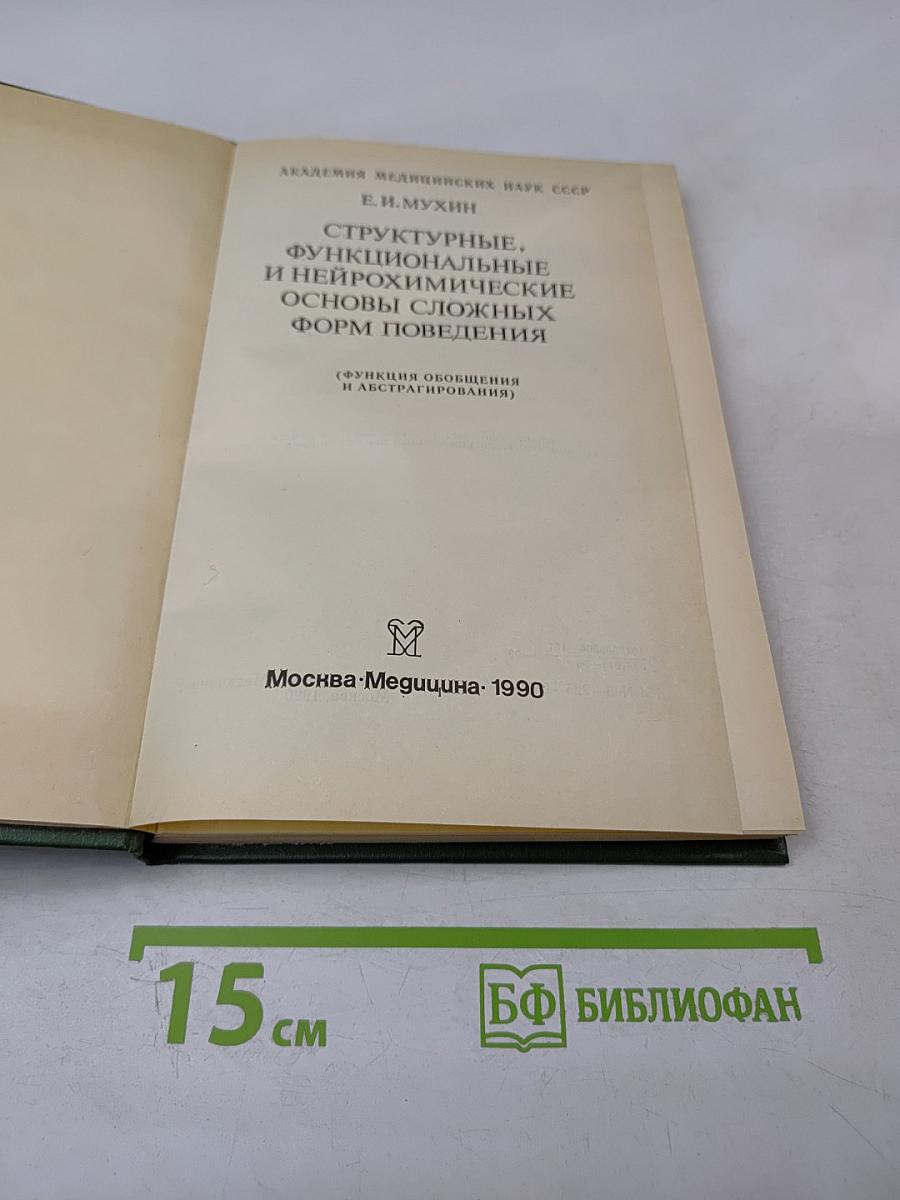 АКАДЕМИЯ МЕДИЦИНСКИХ НАУК СССР
Е. И. МУХИН
СТРУКТУРНЫЕ,
ФУНКЦИОНАЛЬНЫЕ
И НЕЙРОХИМИЧЕСКИЕ
ОСНОВЫ СЛОЖНЫХ
ФОРМ ПОВЕДЕНИЯ
(ФУНКЦИЯ ОБОБЩЕНИЯ
И АБСТРАГИРОВАНИЯ)
Москва·Медицина·1990
15 см
БФ БИБЛИОФАН